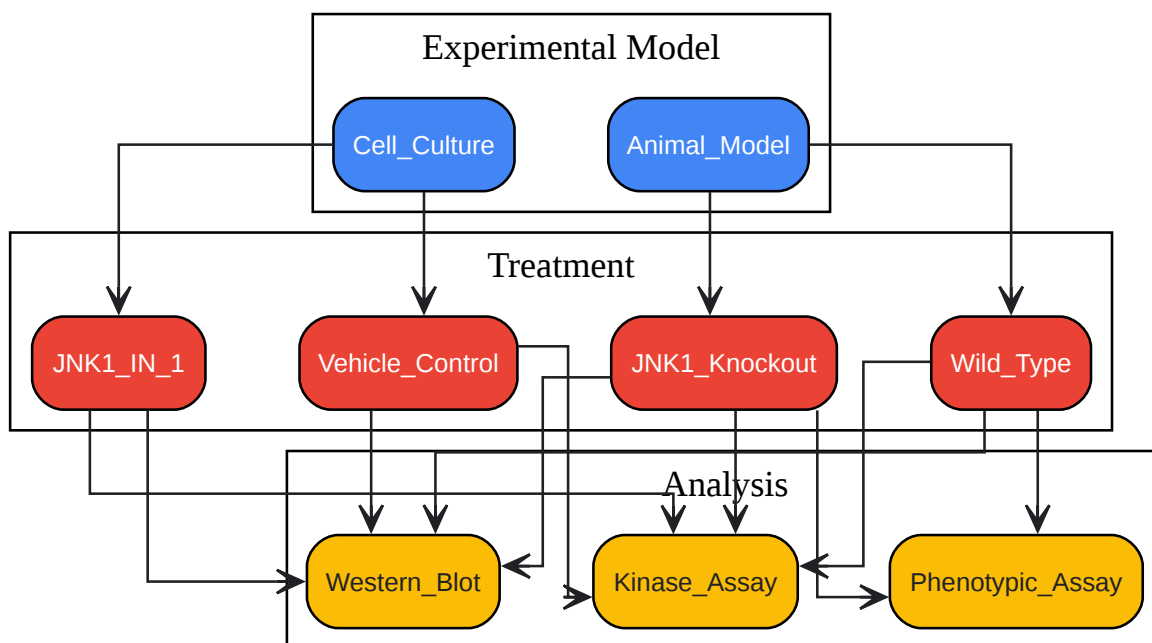 Experimental Model
Cell_Culture
Animal_Model
Treatment
JNK1_IN_1
Vehicle_Control
JNK1_Knockout
Wild_Type
Analysis
Western_Blot
Kinase_Assay
Phenotypic_Assay